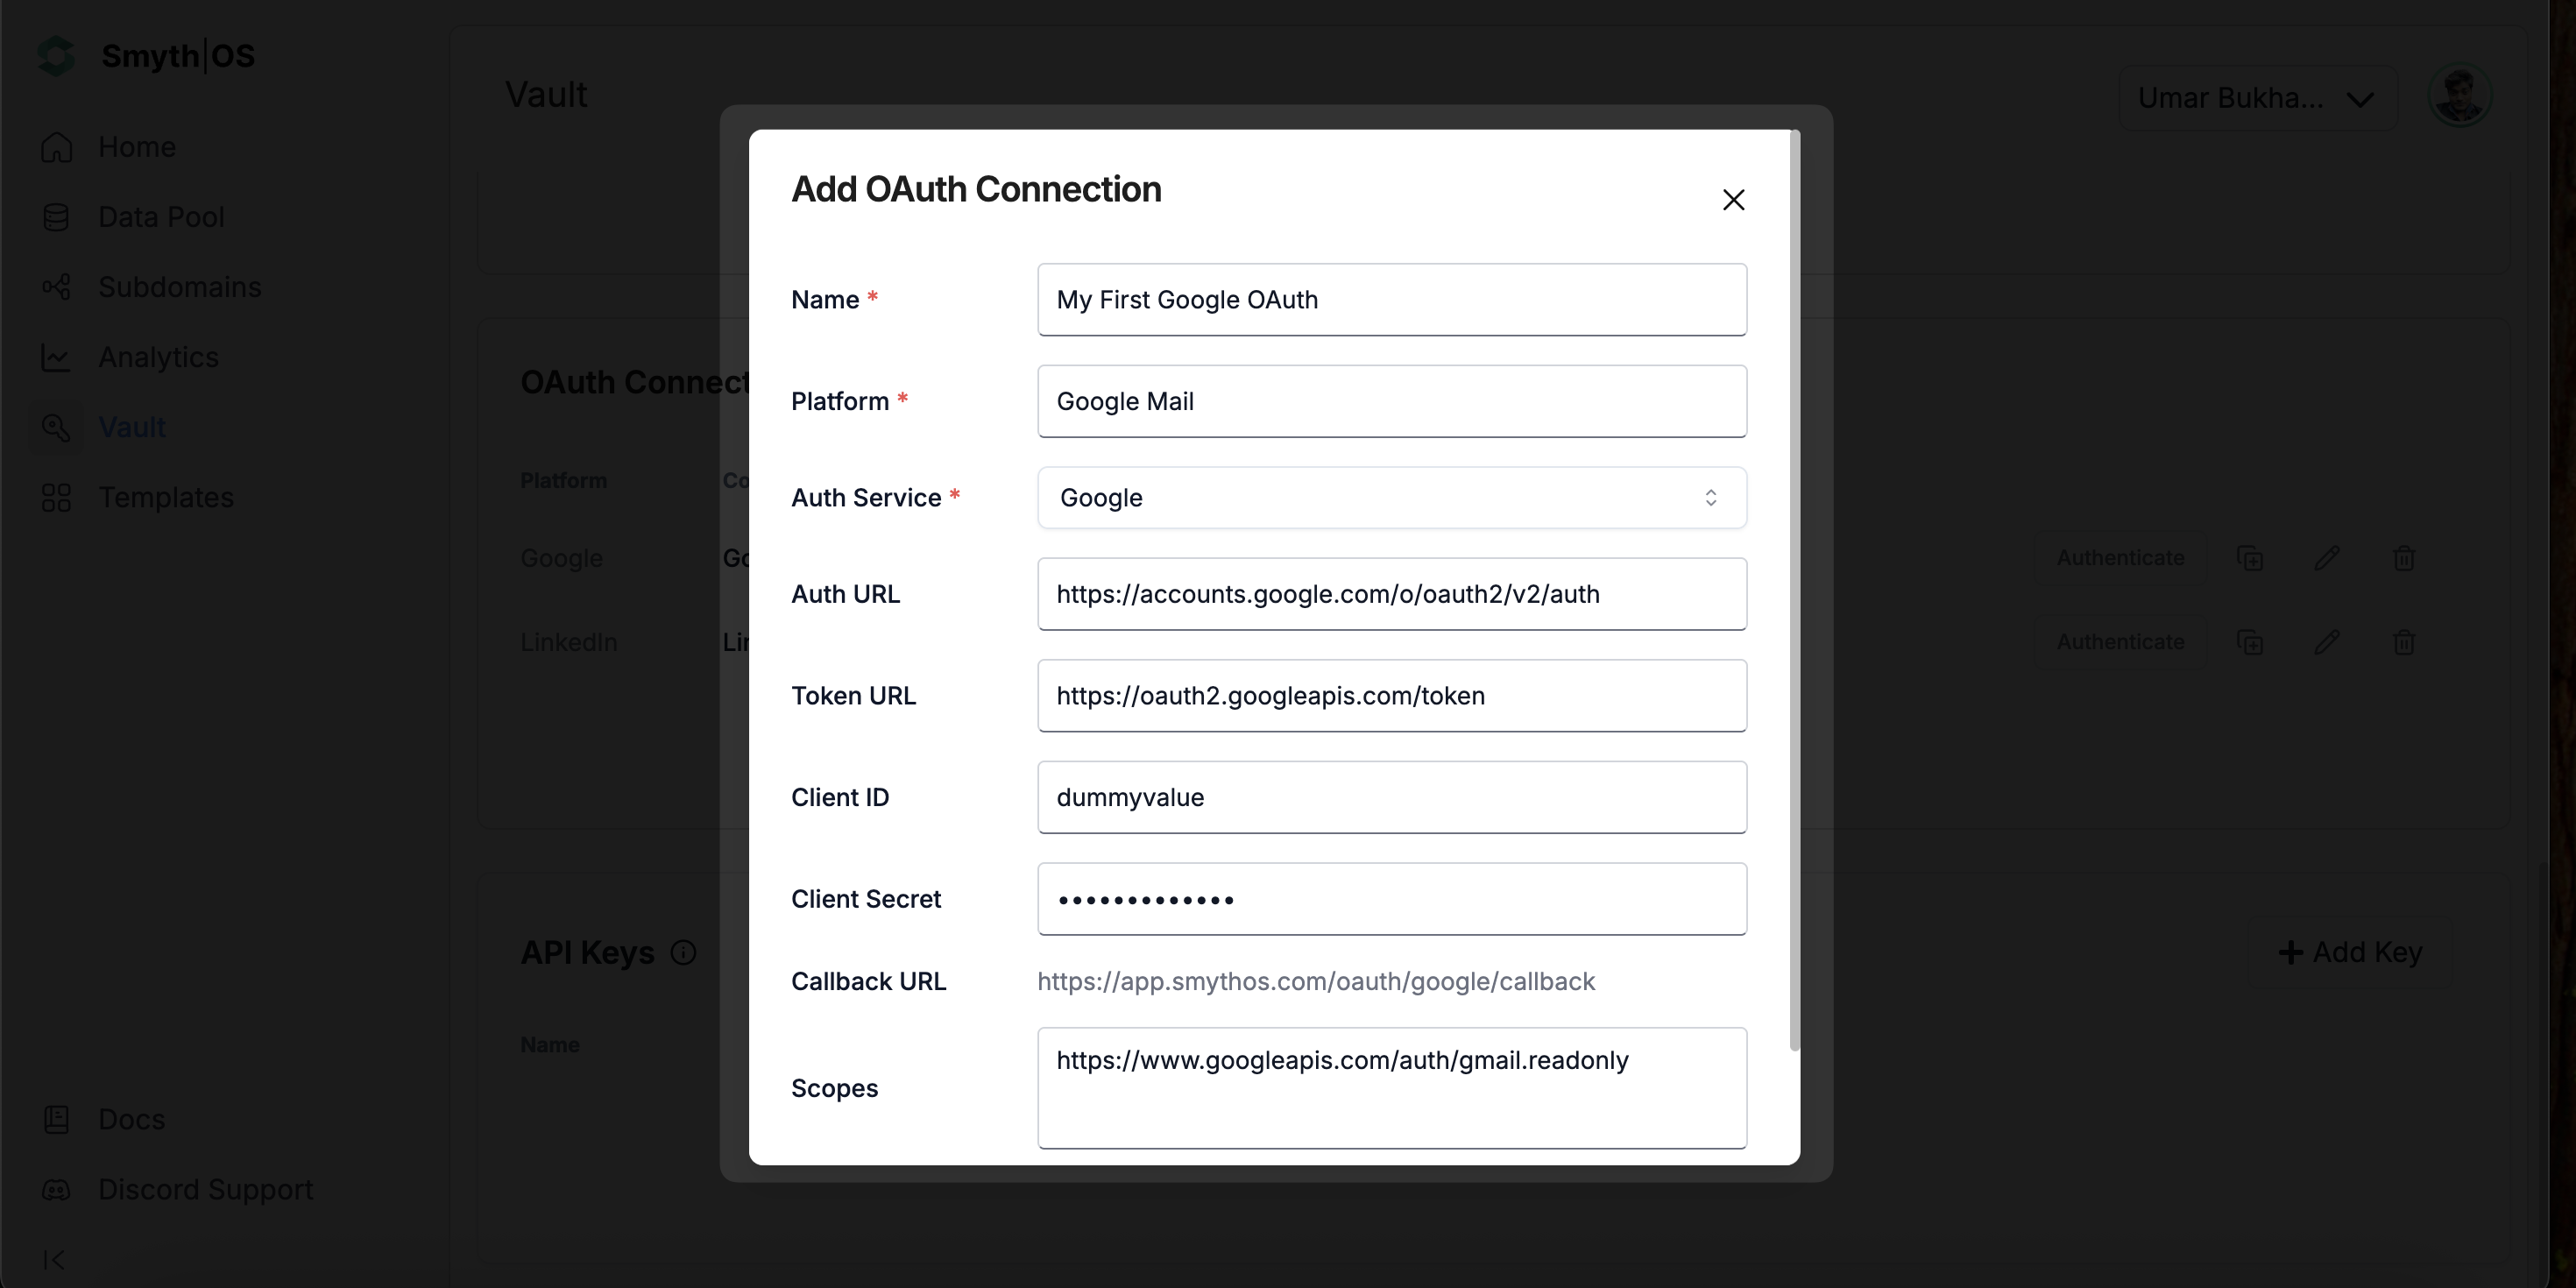 Smyth|OS
Home
Data Pool
Subdomains
Analytics
Vault
Templates
Docs
Discord Support
Vault
Umar Bukha...
OAuth Connect
Platform
Co
Google
Go
Authenticate
LinkedIn
Lin
Authenticate
API Keys
Add Key
Name
Add OAuth Connection
Name *
My First Google OAuth
Platform *
Google Mail
Auth Service *
Google
Auth URL
https://accounts.google.com/o/oauth2/v2/auth
Token URL
https://oauth2.googleapis.com/token
Client ID
dummyvalue
Client Secret
•••••••••••••
Callback URL
https://app.smythos.com/oauth/google/callback
Scopes
https://www.googleapis.com/auth/gmail.readonly